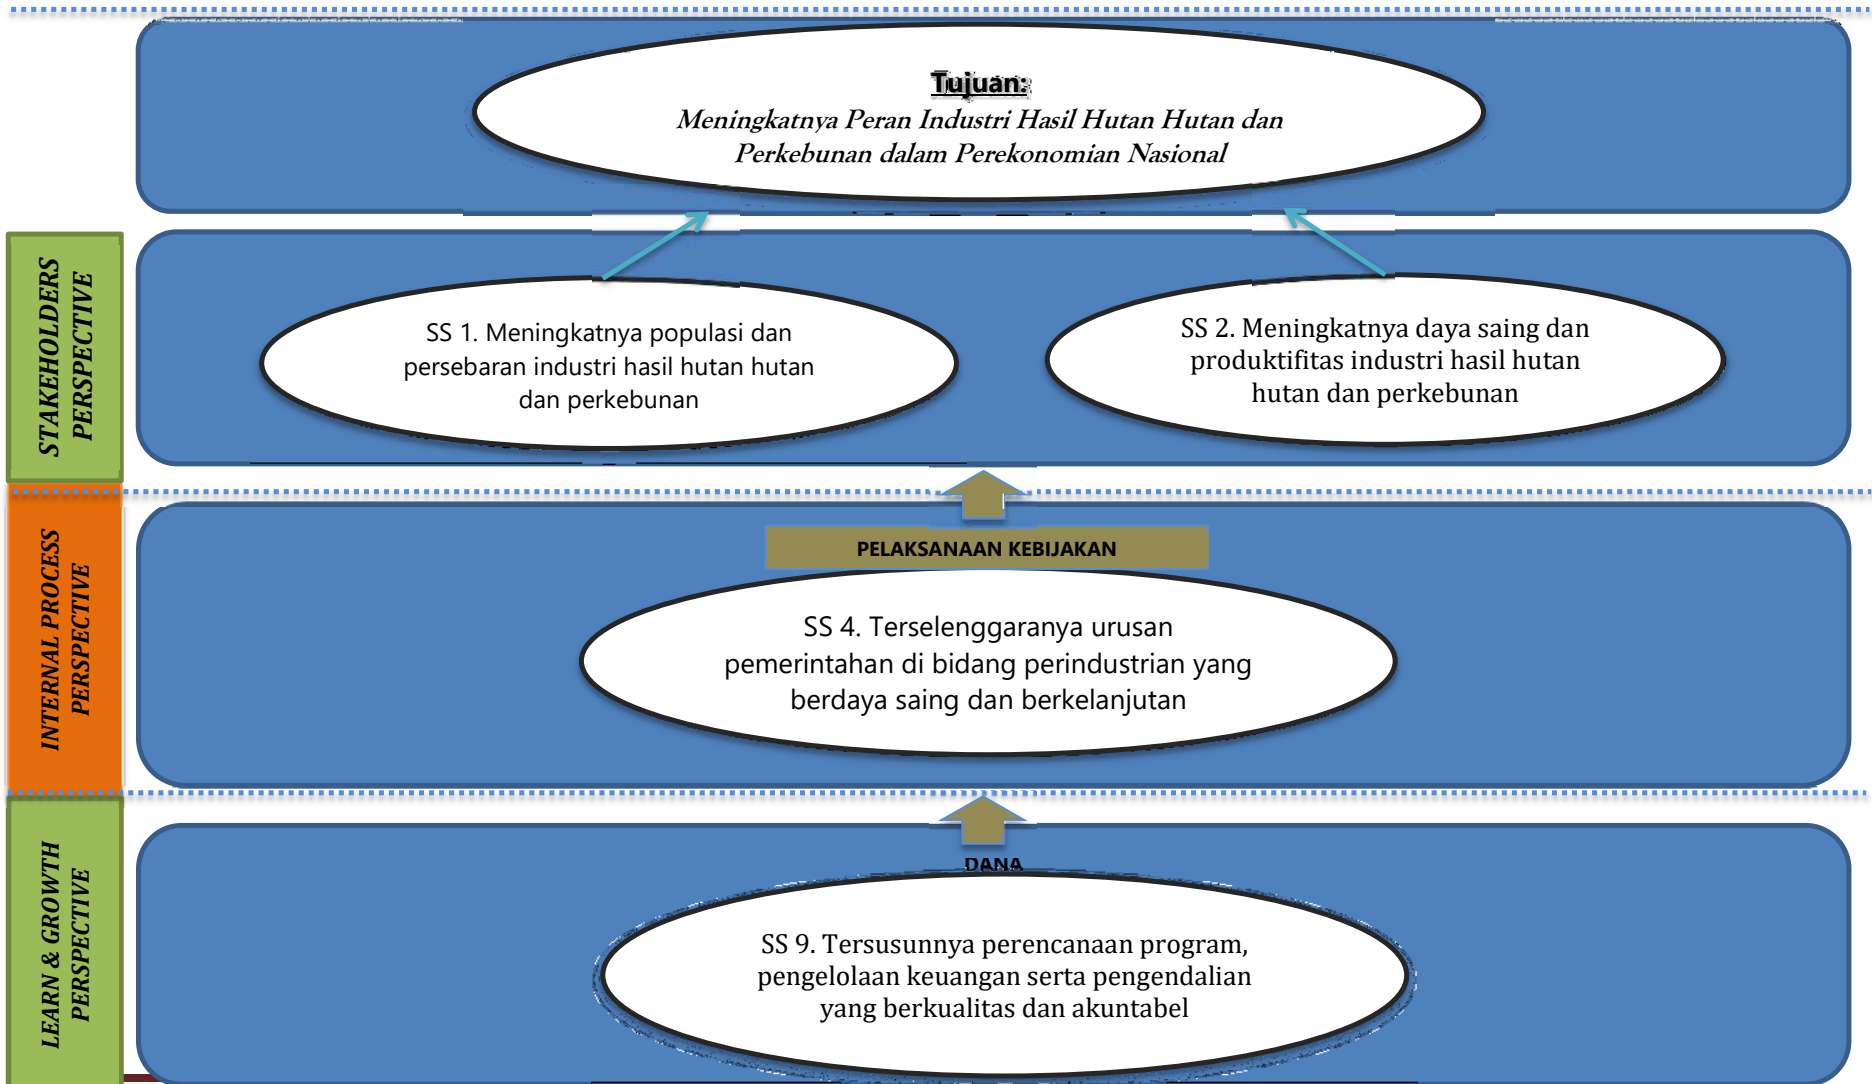 Tujuan:
Meningkatnya Peran Industri Hasil Hutan Hutan dan
Perkebunan dalam Perekonomian Nasional
STAKEHOLDERS
PERSPECTIVE
SS 1. Meningkatnya populasi dan
persebaran industri hasil hutan hutan
dan perkebunan
SS 2. Meningkatnya daya saing dan
produktifitas industri hasil hutan
hutan dan perkebunan
INTERNAL PROCESS
PERSPECTIVE
PELAKSANAAN KEBIJAKAN
SS 4. Terselenggaranya urusan
pemerintahan di bidang perindustrian yang
berdaya saing dan berkelanjutan
LEARN & GROWTH
PERSPECTIVE
DANA
SS 9. Tersusunnya perencanaan program,
pengelolaan keuangan serta pengendalian
yang berkualitas dan akuntabel